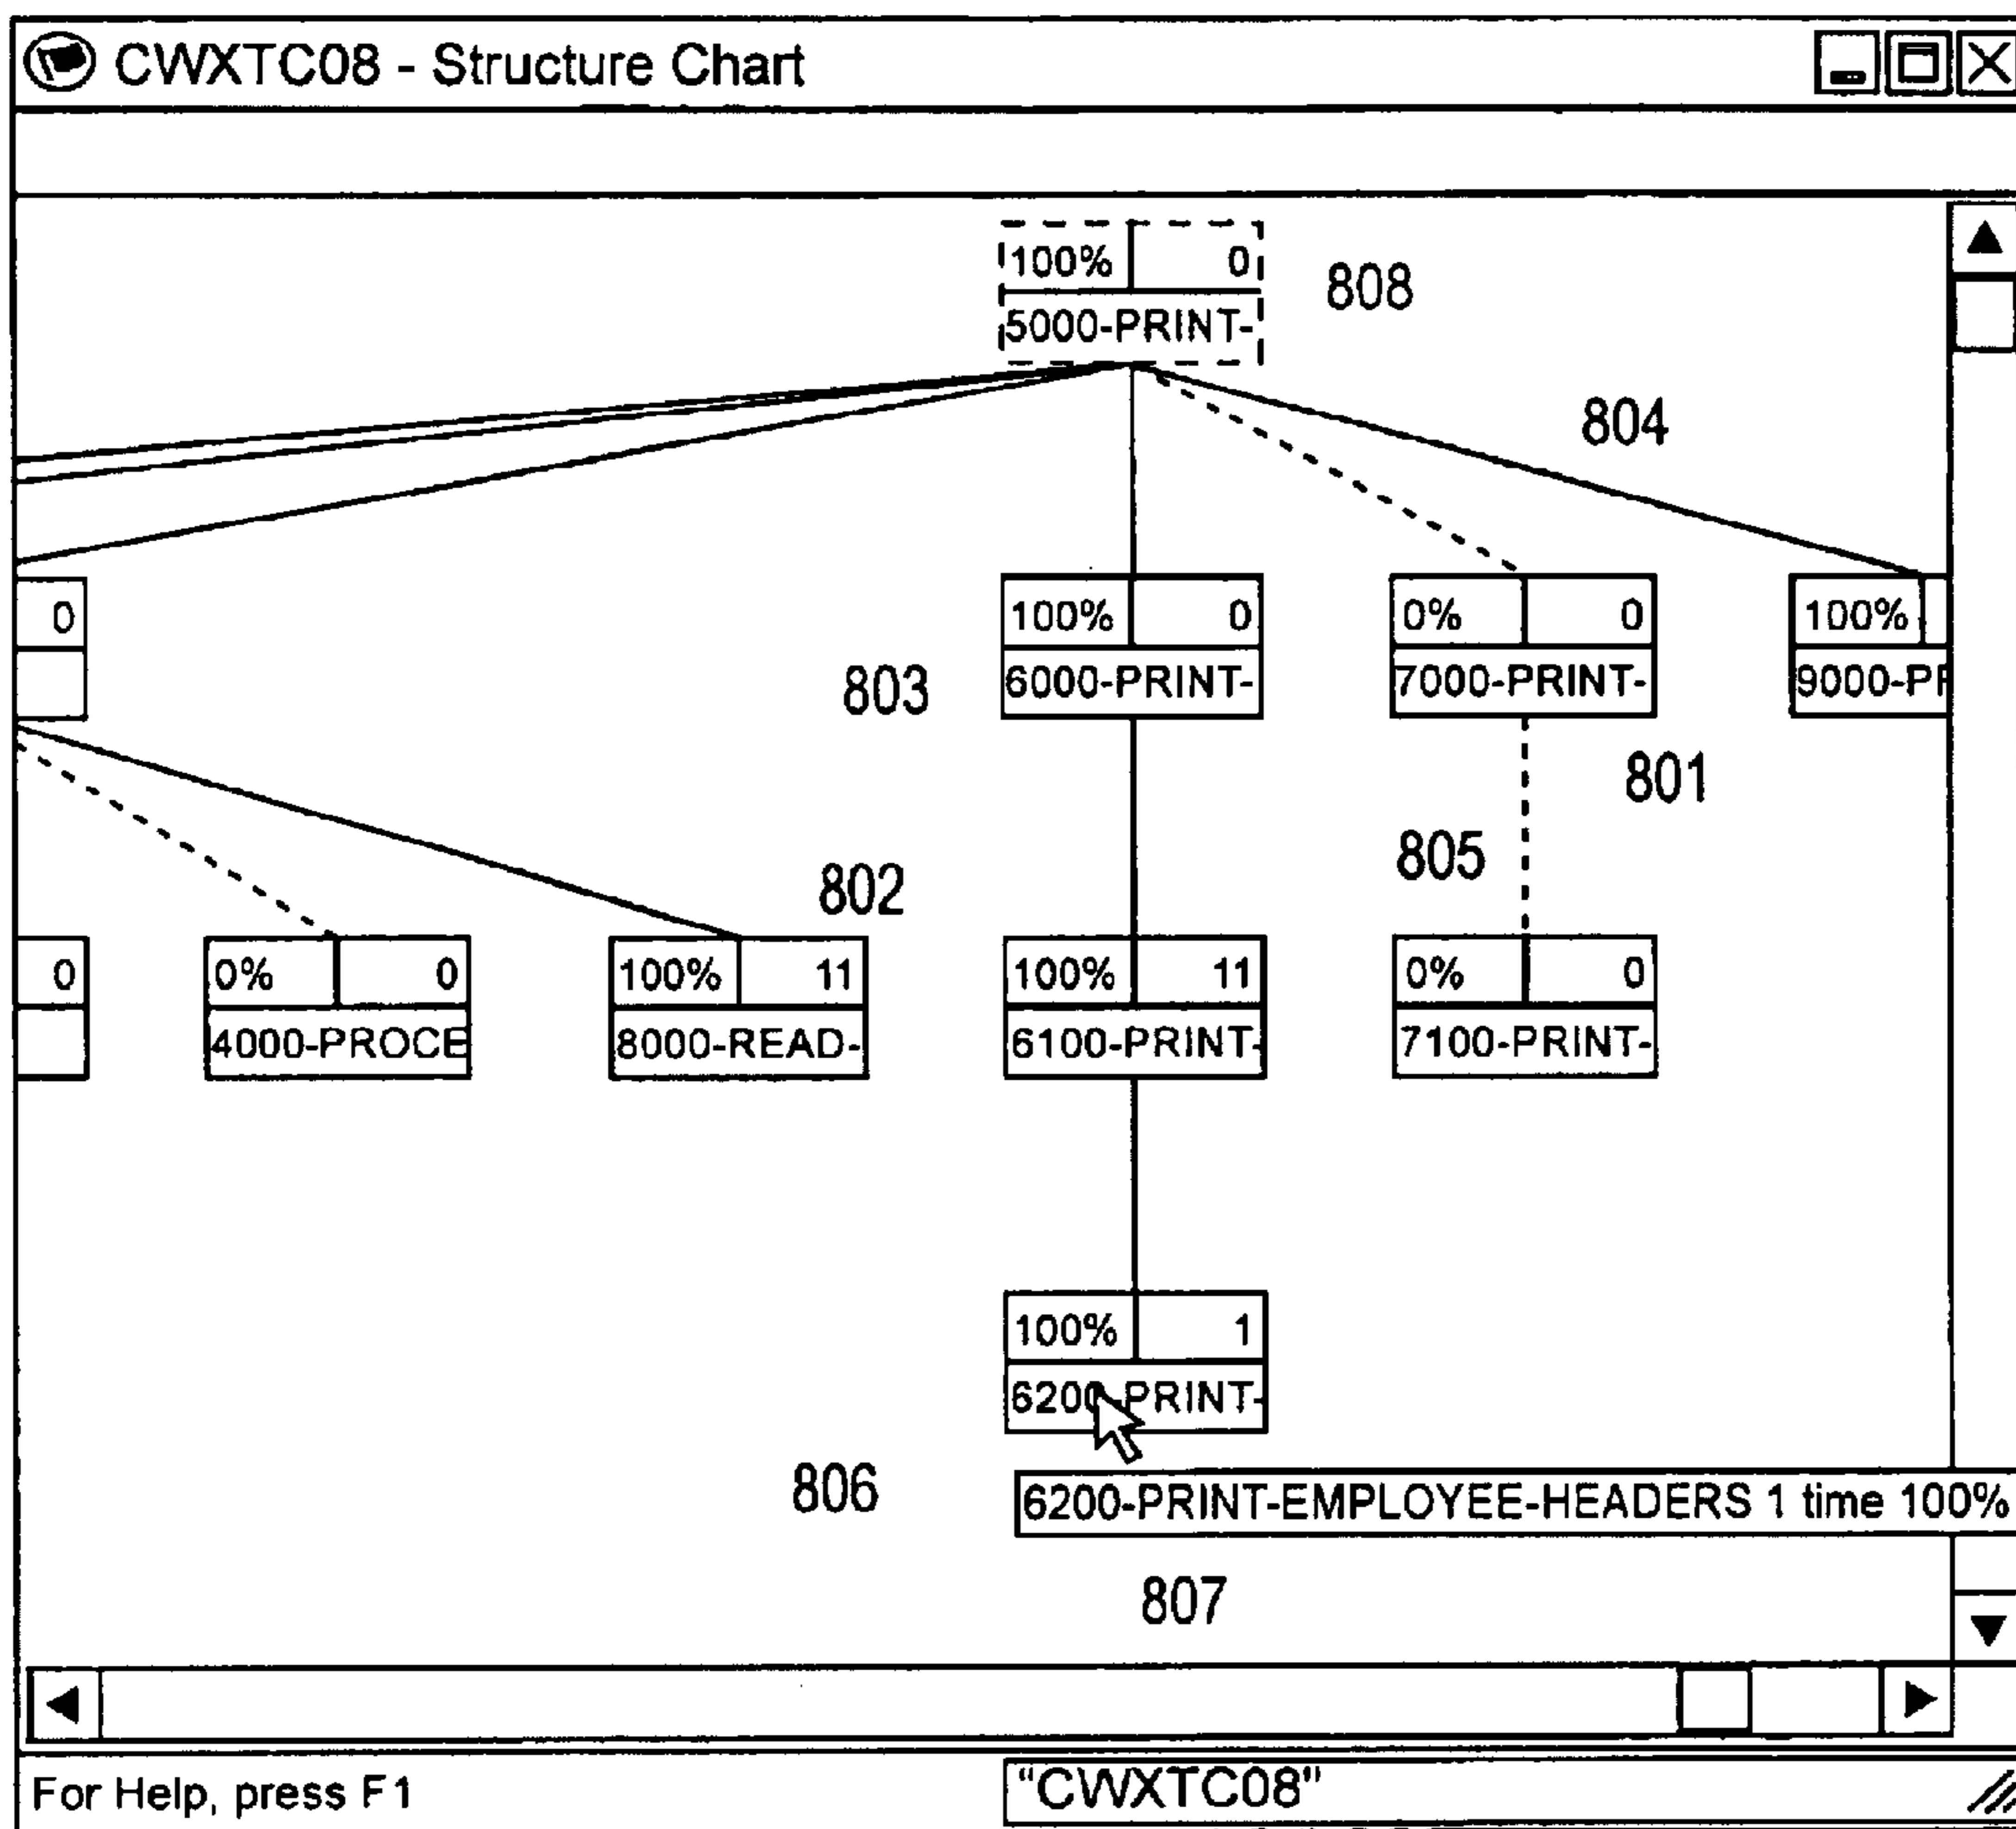 CWXTC08 - Structure Chart
100% 0
808
5000-PRINT-
804
0
100% 0
0% 0
100%
803
6000-PRINT-
7000-PRINT-
801
805
802
0
0% 0
100% 11
100% 11
0% 0
4000-PROCE
8000-READ-
6100-PRINT-
7100-PRINT-
100% 1
6200-PRINT-
806
6200-PRINT-EMPLOYEE-HEADERS 1 time 100%
807
For Help, press F1
"CWXTC08"